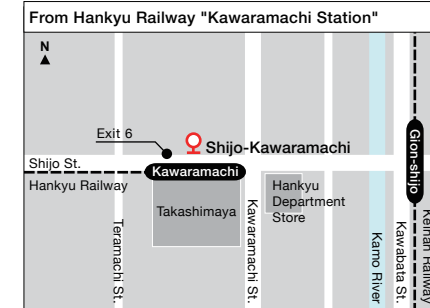 From Hankyu Railway "Kawaramachi Station"
N
Exit 6
Shijo-Kawaramachi
Shijo St.
Kawaramachi
Hankyu Railway
Takashimaya
Hankyu
Department
Store
Teramachi St.
Kawaramachi St.
Kamo River
Kawabata St.
Gion-shijo
Keihan Railway